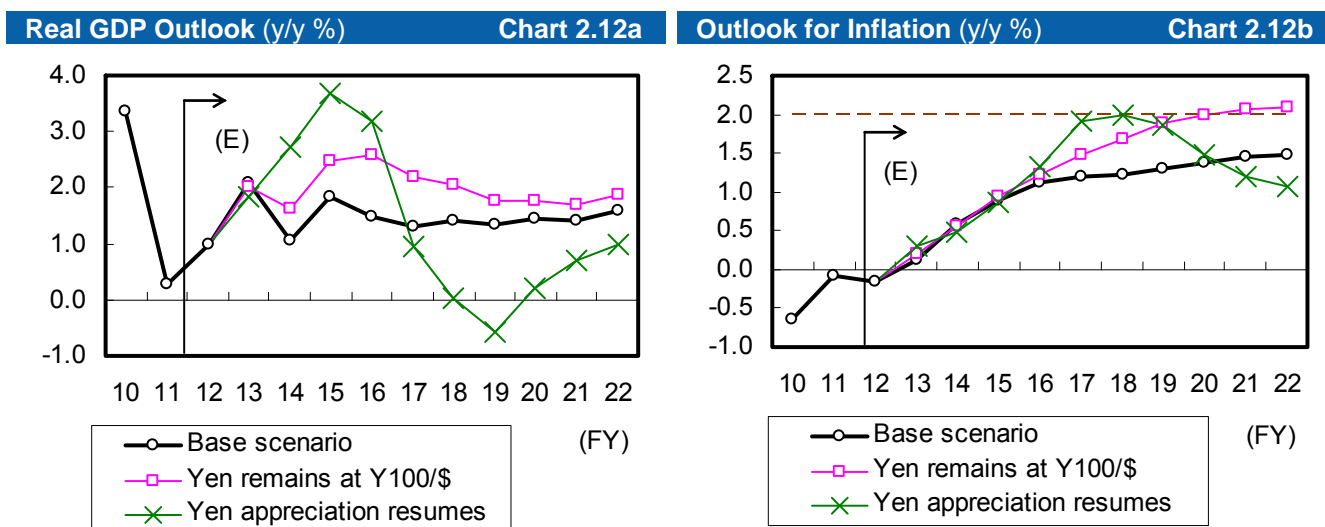 Real GDP Outlook (y/y %) Chart 2.12a
4.0
3.0
2.0
1.0
0.0
-1.0
(E)
10 11 12 13 14 15 16 17 18 19 20 21 22
(FY)
Base scenario
Yen remains at Y100/$
Yen appreciation resumes
Outlook for Inflation (y/y %) Chart 2.12b
2.5
2.0
1.5
1.0
0.5
0.0
-0.5
-1.0
(E)
10 11 12 13 14 15 16 17 18 19 20 21 22
(FY)
Base scenario
Yen remains at Y100/$
Yen appreciation resumes